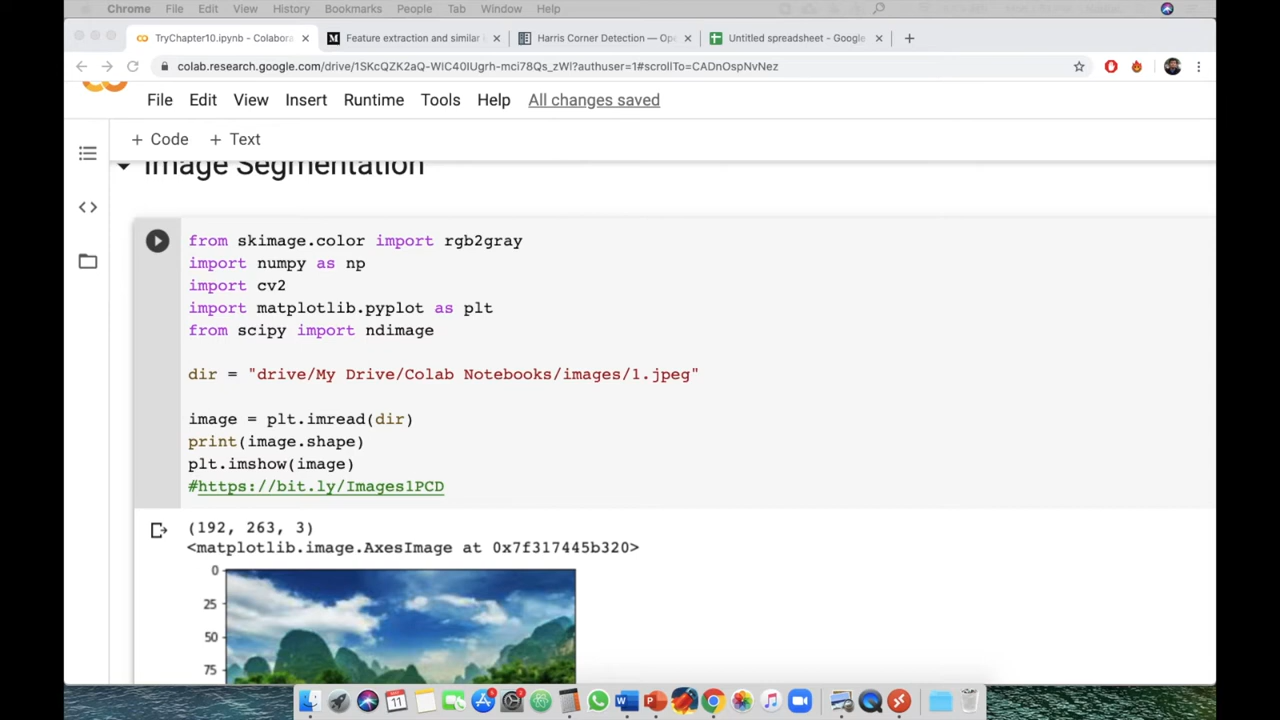 Chrome File Edit View History Bookmarks People Tab Window Help
TryChapter10.ipynb - Colabora
Feature extraction and similar
Harris Corner Detection — Ope
Untitled spreadsheet - Google
colab.research.google.com/drive/1SKcQZK2aQ-WIC40IUgrh-mci78Qs_zWI?authuser=1#scrollTo=CADnOspNvNez
File Edit View Insert Runtime Tools Help All changes saved
+ Code + Text
Image Segmentation
from skimage.color import rgb2gray
import numpy as np
import cv2
import matplotlib.pyplot as plt
from scipy import ndimage
dir = "drive/My Drive/Colab Notebooks/images/1.jpeg"
image = plt.imread(dir)
print(image.shape)
plt.imshow(image)
#https://bit.ly/Images1PCD
(192, 263, 3)
<matplotlib.image.AxesImage at 0x7f317445b320>
0
25
50
75
11